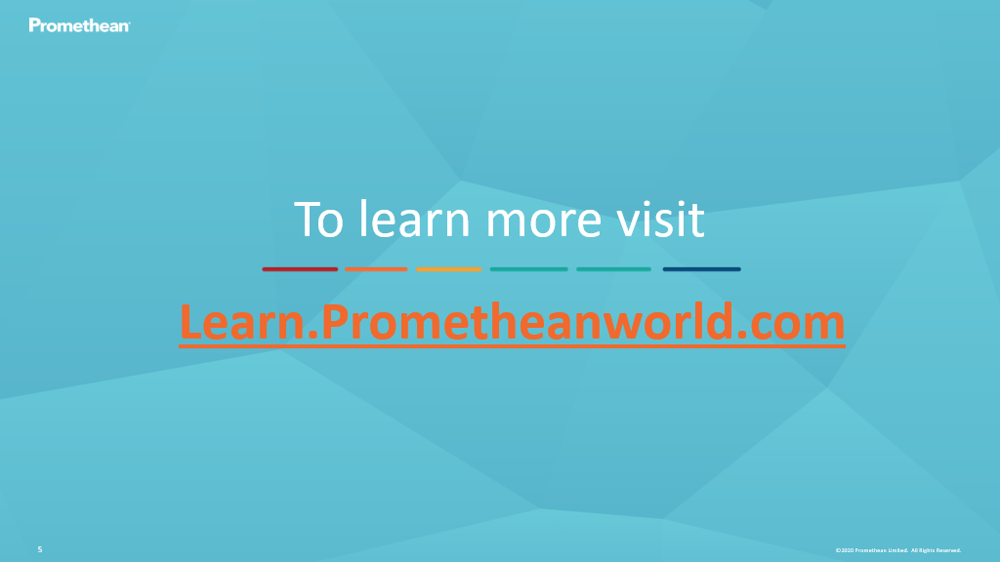 Promethean
To learn more visit
Learn.Prometheanworld.com
5
©2020 Promethean Limited. All Rights Reserved.